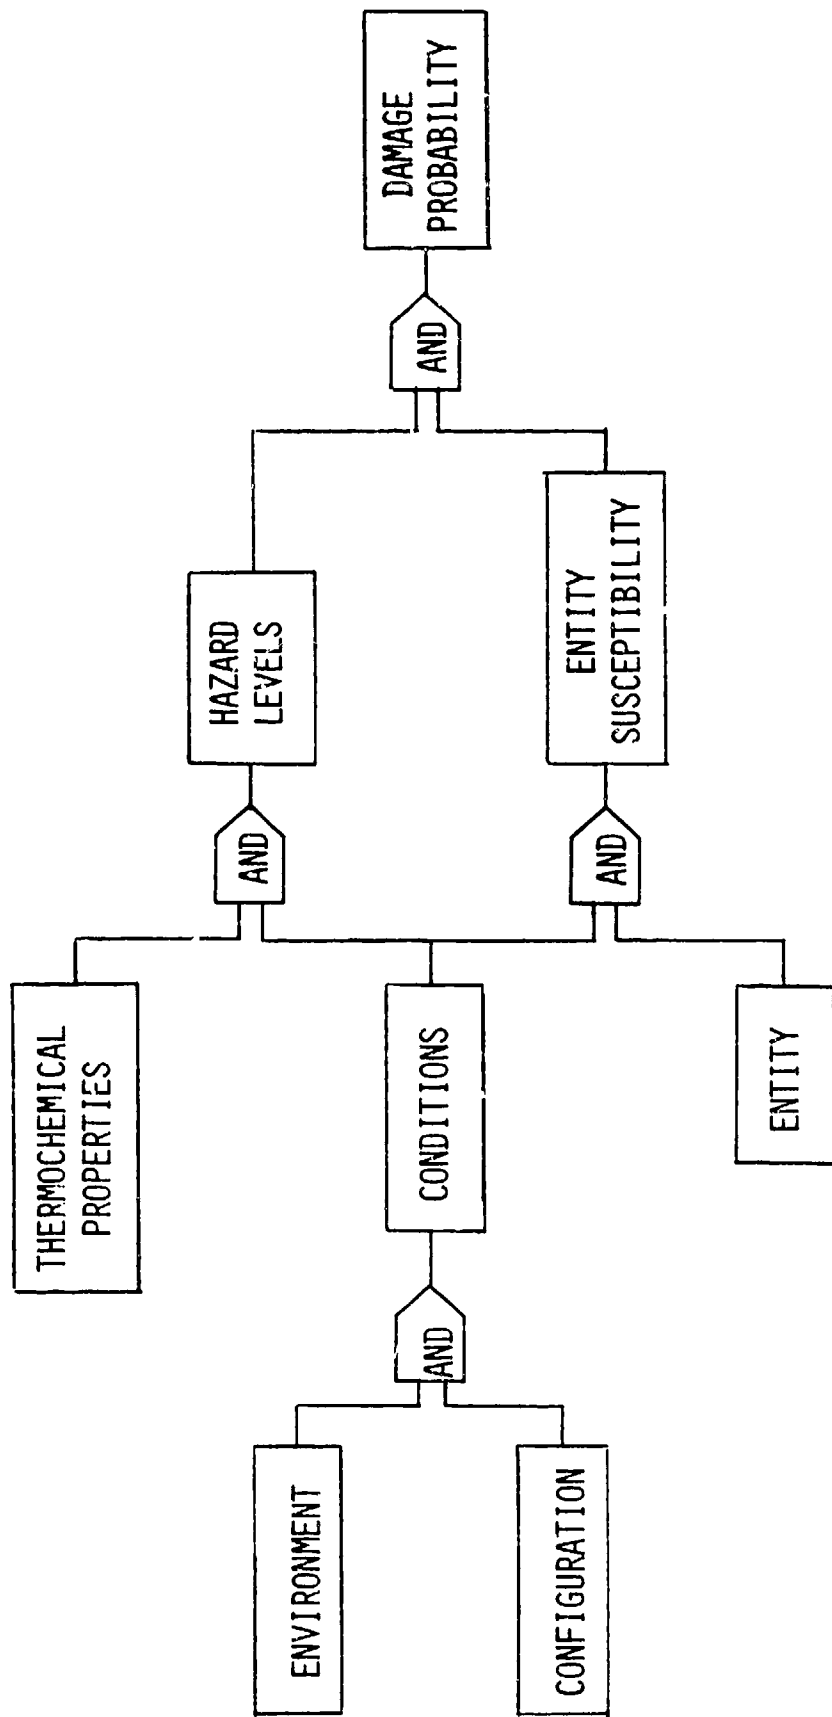 ENVIRONMENT
CONFIGURATION
AND
THERMOCHEMICAL
PROPERTIES
CONDITIONS
ENTITY
AND
AND
HAZARD
LEVELS
ENTITY
SUSCEPTIBILITY
AND
DAMAGE
PROBABILITY